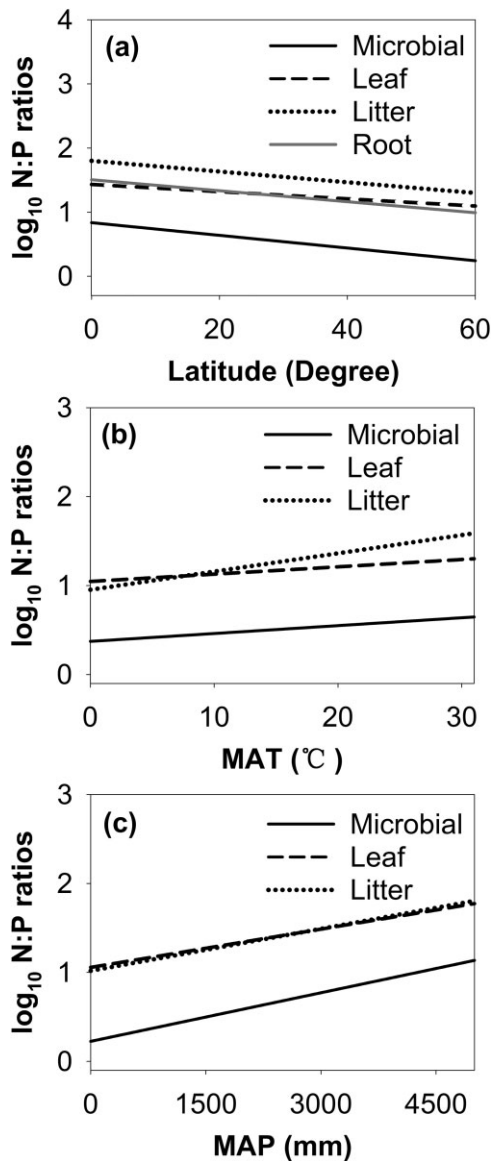 (a)
Microbial
Leaf
Litter
Root
log10 N:P ratios
4
3
2
1
0
0 20 40 60
Latitude (Degree)
(b)
Microbial
Leaf
Litter
log10 N:P ratios
3
2
1
0
0 10 20 30
MAT (℃ )
(c)
Microbial
Leaf
Litter
log10 N:P ratios
3
2
1
0
0 1500 3000 4500
MAP (mm)